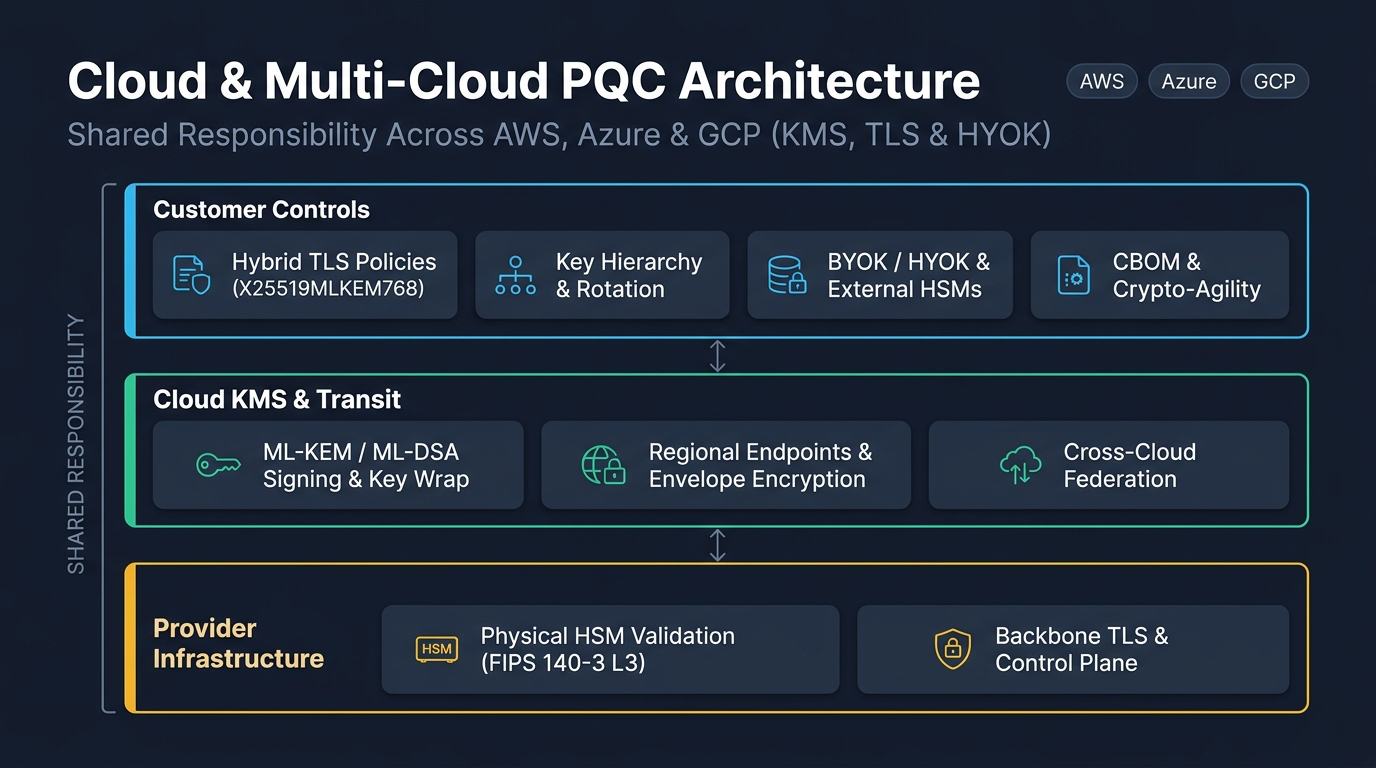 Cloud & Multi-Cloud PQC Architecture
AWS
Azure
GCP
Shared Responsibility Across AWS, Azure & GCP (KMS, TLS & HYOK)
SHARED RESPONSIBILITY
Customer Controls
Hybrid TLS Policies
(X25519MLKEM768)
Key Hierarchy
& Rotation
BYOK / HYOK &
External HSMs
CBOM &
Crypto-Agility
Cloud KMS & Transit
ML-KEM / ML-DSA
Signing & Key Wrap
Regional Endpoints &
Envelope Encryption
Cross-Cloud
Federation
Provider
Infrastructure
HSM
Physical HSM Validation
(FIPS 140-3 L3)
Backbone TLS &
Control Plane